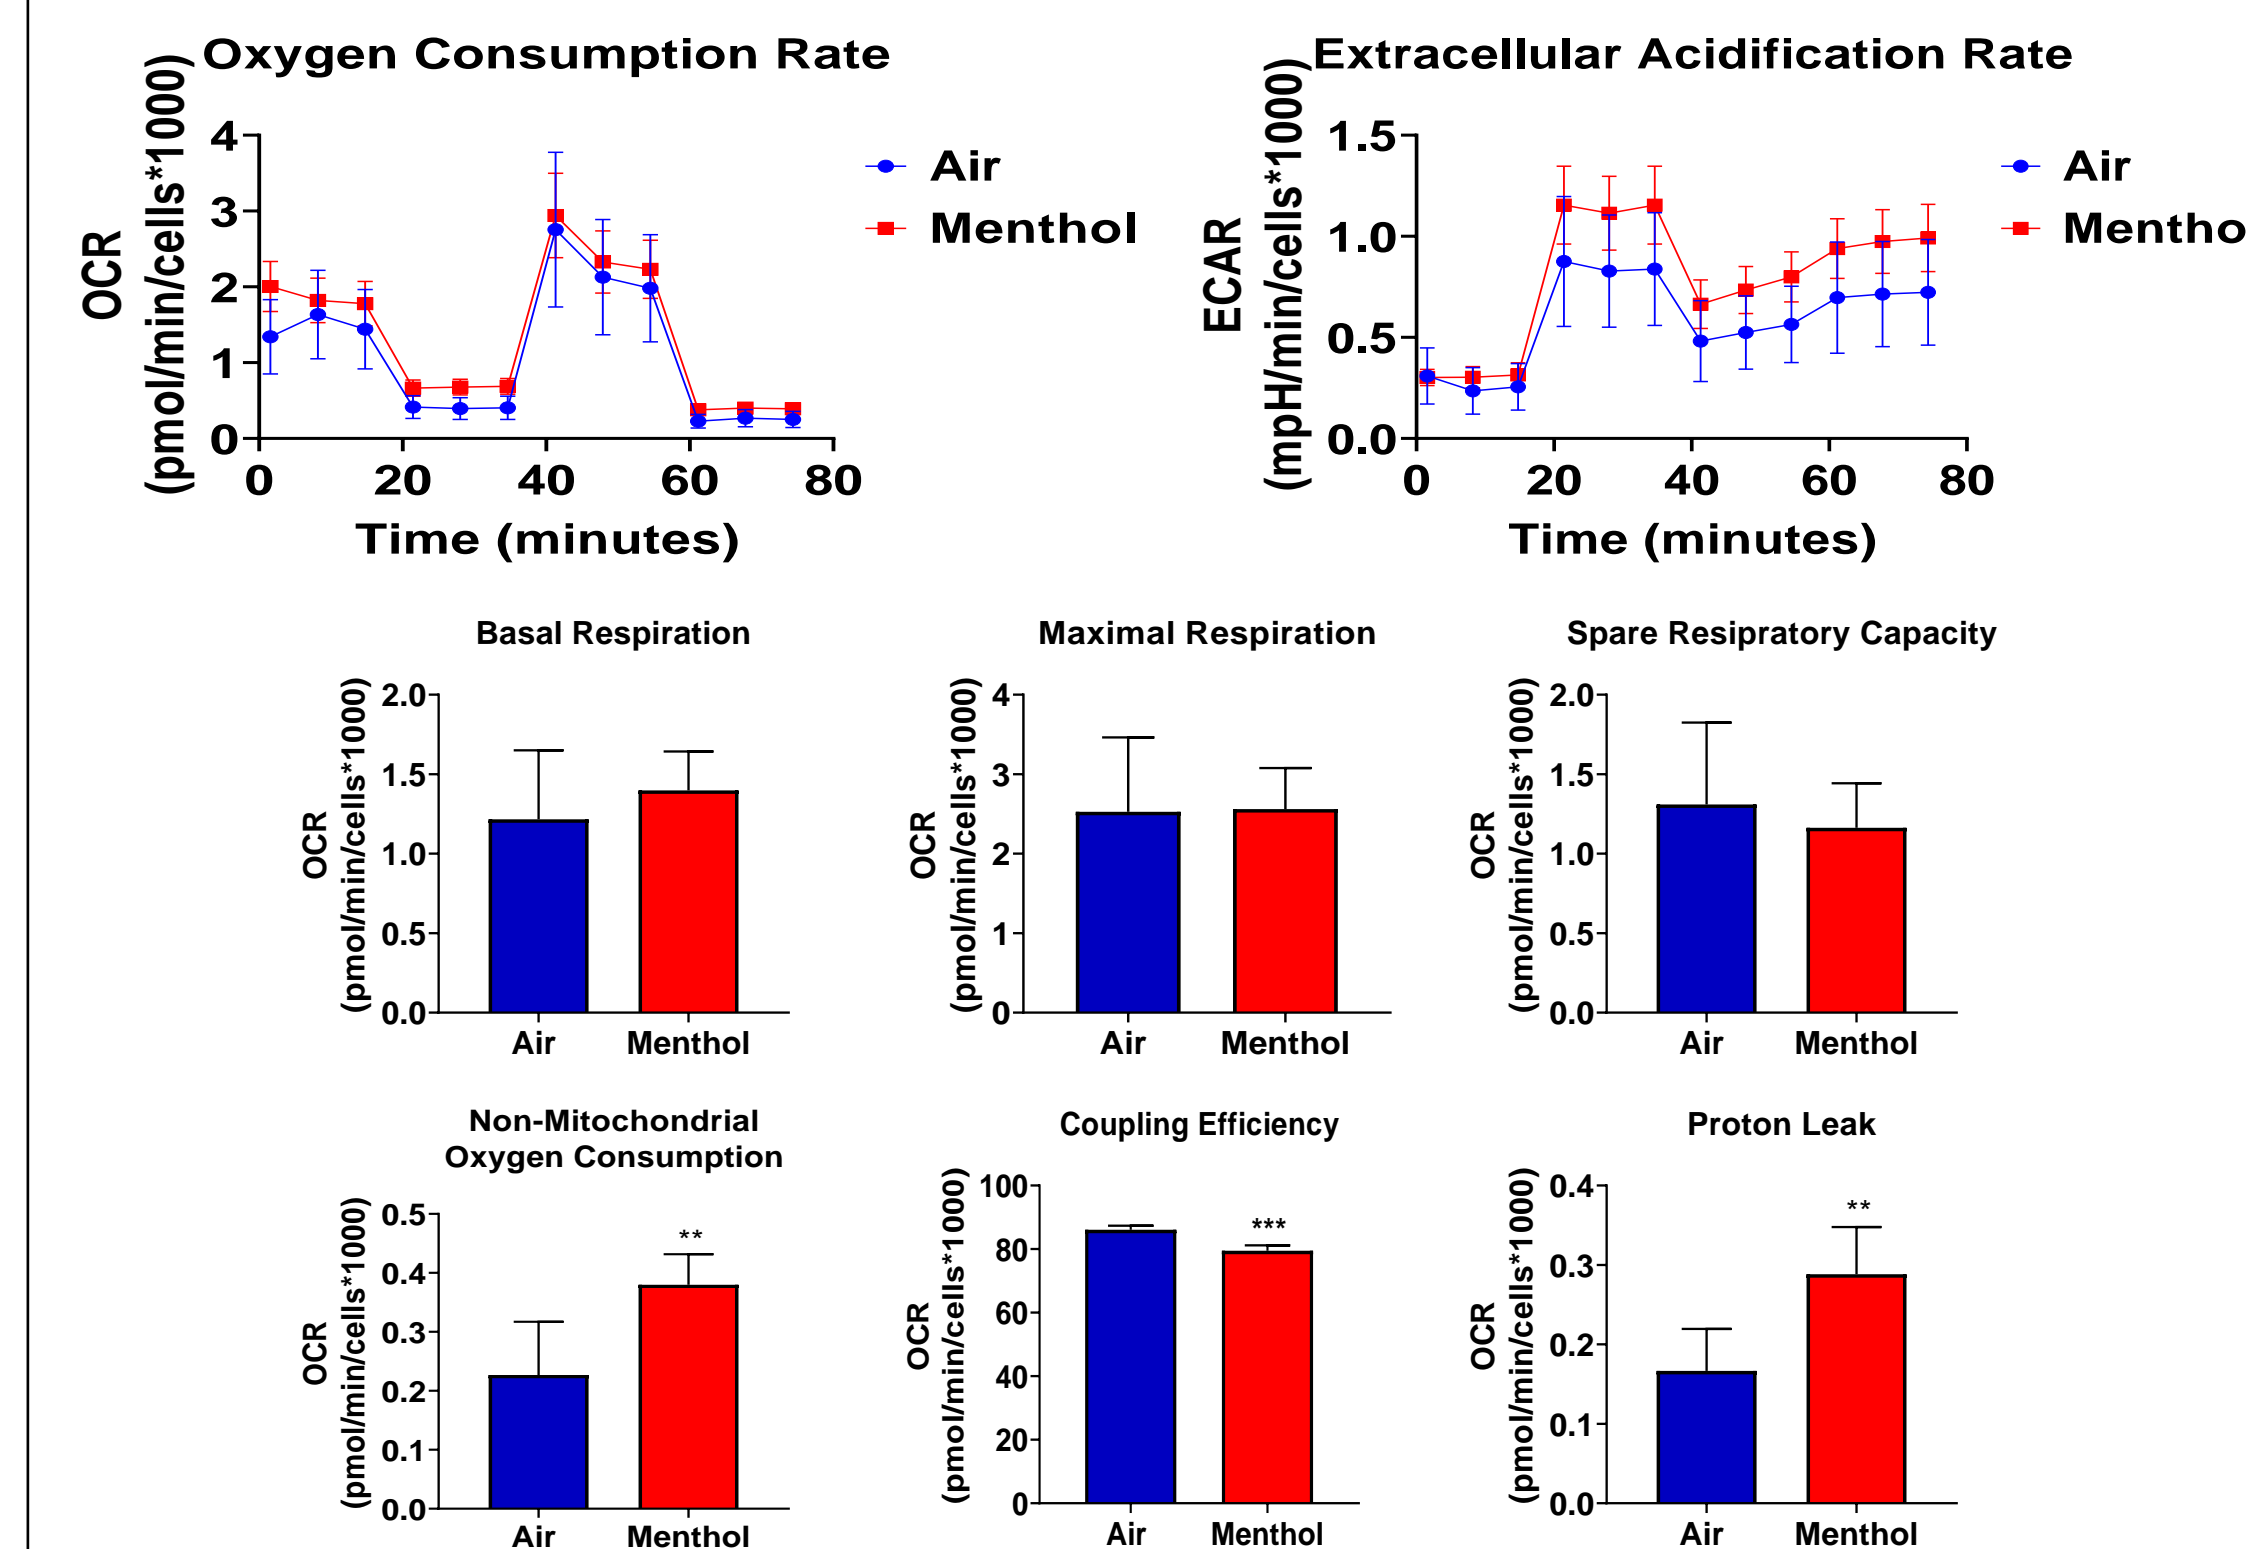 Oxygen Consumption Rate
OCR
(pmol/min/cells*1000)
4
3
2
1
0
0 20 40 60 80
Time (minutes)
Air
Menthol
Extracellular Acidification Rate
ECAR
(mpH/min/cells*1000)
1.5
1.0
0.5
0.0
0 20 40 60 80
Time (minutes)
Air
Mentho
Basal Respiration
OCR
(pmol/min/cells*1000)
2.0
1.5
1.0
0.5
0.0
Air Menthol
Maximal Respiration
OCR
(pmol/min/cells*1000)
4
3
2
1
0
Air Menthol
Spare Resipratory Capacity
OCR
(pmol/min/cells*1000)
2.0
1.5
1.0
0.5
0.0
Air Menthol
Non-Mitochondrial
Oxygen Consumption
OCR
(pmol/min/cells*1000)
0.5
0.4
0.3
0.2
0.1
0.0
**
Air Menthol
Coupling Efficiency
OCR
(pmol/min/cells*1000)
100
80
60
40
20
0
***
Air Menthol
Proton Leak
OCR
(pmol/min/cells*1000)
0.4
0.3
0.2
0.1
0.0
**
Air Menthol